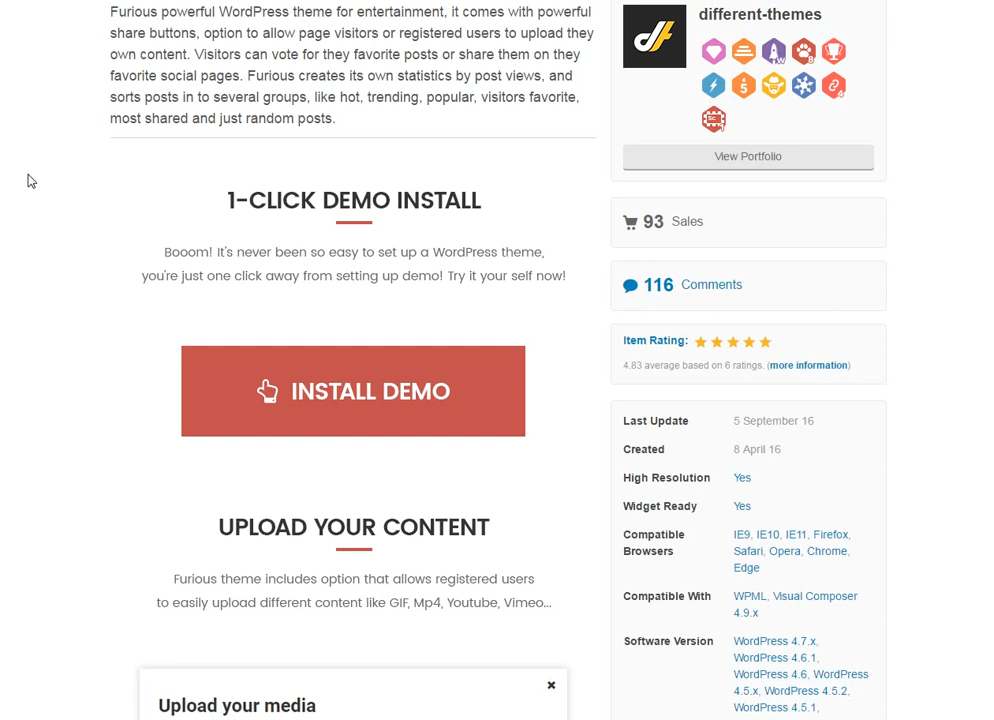 Furious powerful WordPress theme for entertainment, it comes with powerful
share buttons, option to allow page visitors or registered users to upload they
own content. Visitors can vote for they favorite posts or share them on they
favorite social pages. Furious creates its own statistics by post views, and
sorts posts in to several groups, like hot, trending, popular, visitors favorite,
most shared and just random posts.
1-CLICK DEMO INSTALL
Booom! It's never been so easy to set up a WordPress theme,
you're just one click away from setting up demo! Try it your self now!
INSTALL DEMO
UPLOAD YOUR CONTENT
Furious theme includes option that allows registered users
to easily upload different content like GIF, Mp4, Youtube, Vimeo...
Upload your media
different-themes
View Portfolio
93 Sales
116 Comments
Item Rating:
4.83 average based on 6 ratings. (more information)
Last Update 5 September 16
Created 8 April 16
High Resolution Yes
Widget Ready Yes
Compatible Browsers IE9, IE10, IE11, Firefox,
Safari, Opera, Chrome,
Edge
Compatible With WPML, Visual Composer
4.9.x
Software Version WordPress 4.7.x,
WordPress 4.6.1,
WordPress 4.6, WordPress
4.5.x, WordPress 4.5.2,
WordPress 4.5.1,